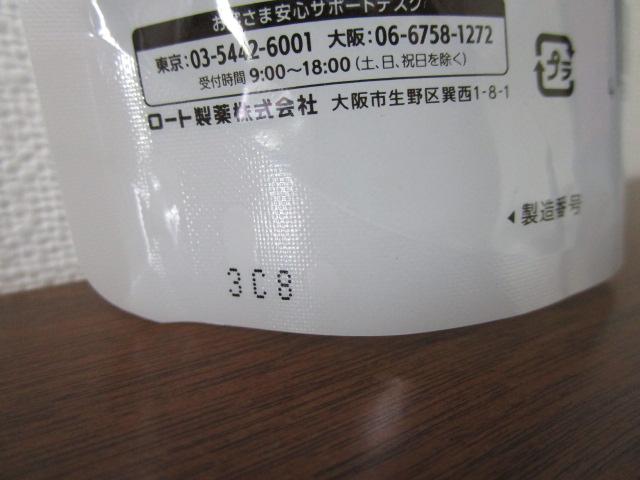 お客さま安心サポートデスク
東京:03-5442-6001 大阪:06-6758-1272
受付時間 9:00〜18:00(土、日、祝日を除く)
ロート製薬株式会社 大阪市生野区巽西1-8-1
プラ
◀製造番号
3C8